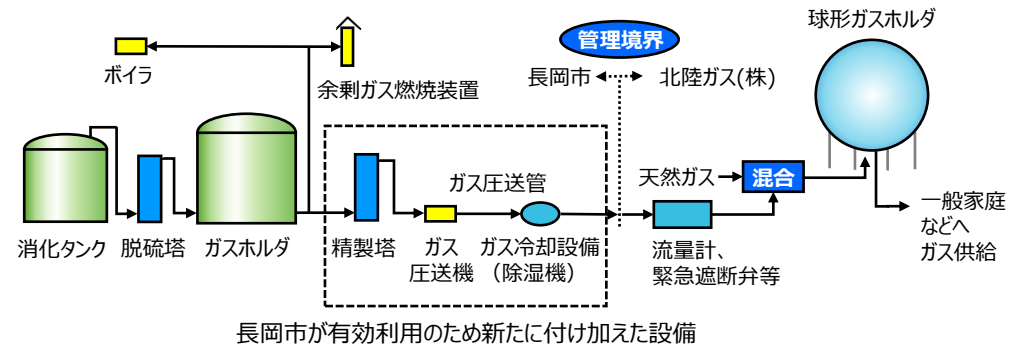 球形ガスホルダ
管理境界
ボイラ
余剰ガス燃焼装置
長岡市
北陸ガス(株)
ガス圧送管
天然ガス
混合
消化タンク
脱硫塔
ガスホルダ
精製塔
ガス
圧送機
ガス冷却設備
（除湿機）
流量計、
緊急遮断弁等
一般家庭
などへ
ガス供給
長岡市が有効利用のため新たに付け加えた設備